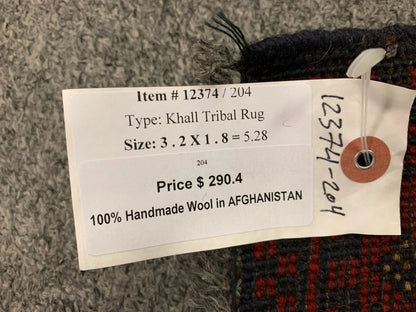 Item # 12374 / 204
Type: Khall Tribal Rug
Size: 3 . 2 X 1 . 8 = 5.28
204
Price $ 290.4
100% Handmade Wool in AFGHANISTAN
12374-204